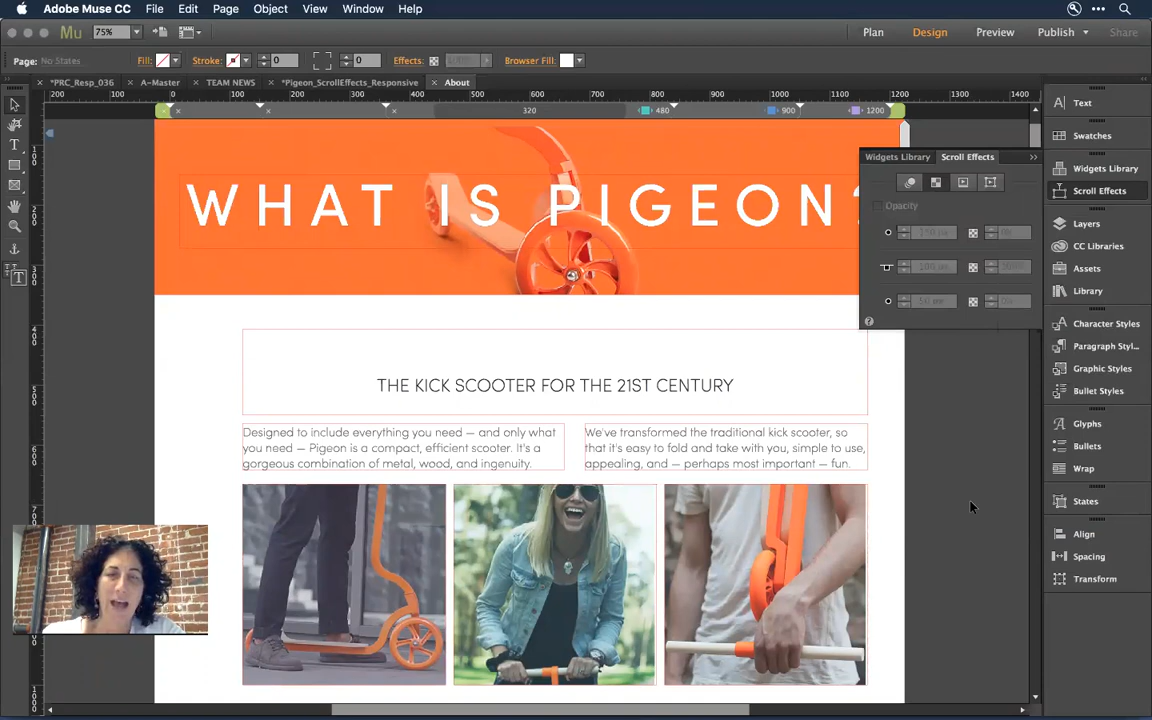 Adobe Muse CC File Edit Page Object View Window Help
Mu 75% Plan Design Preview Publish Share
Page: No States Fill: Stroke: 0 0 Effects: Browser Fill:
*PRC_Resp_036 A-Master TEAM NEWS *Pigeon_ScrollEffects_Responsive About
200 100 0 100 200 300 400 500 600 700 800 900 1000 1100 1200 1300 1400
320 480 900 1200
WHAT IS PIGEON?
THE KICK SCOOTER FOR THE 21ST CENTURY
Designed to include everything you need — and only what
you need — Pigeon is a compact, efficient scooter. It's a
gorgeous combination of metal, wood, and ingenuity.
We've transformed the traditional kick scooter, so
that it's easy to fold and take with you, simple to use,
appealing, and — perhaps most important — fun.
Widgets Library Scroll Effects
Opacity
Text
Swatches
Widgets Library
Scroll Effects
Layers
CC Libraries
Assets
Library
Character Styles
Paragraph Styl...
Graphic Styles
Bullet Styles
Glyphs
Bullets
Wrap
States
Align
Spacing
Transform